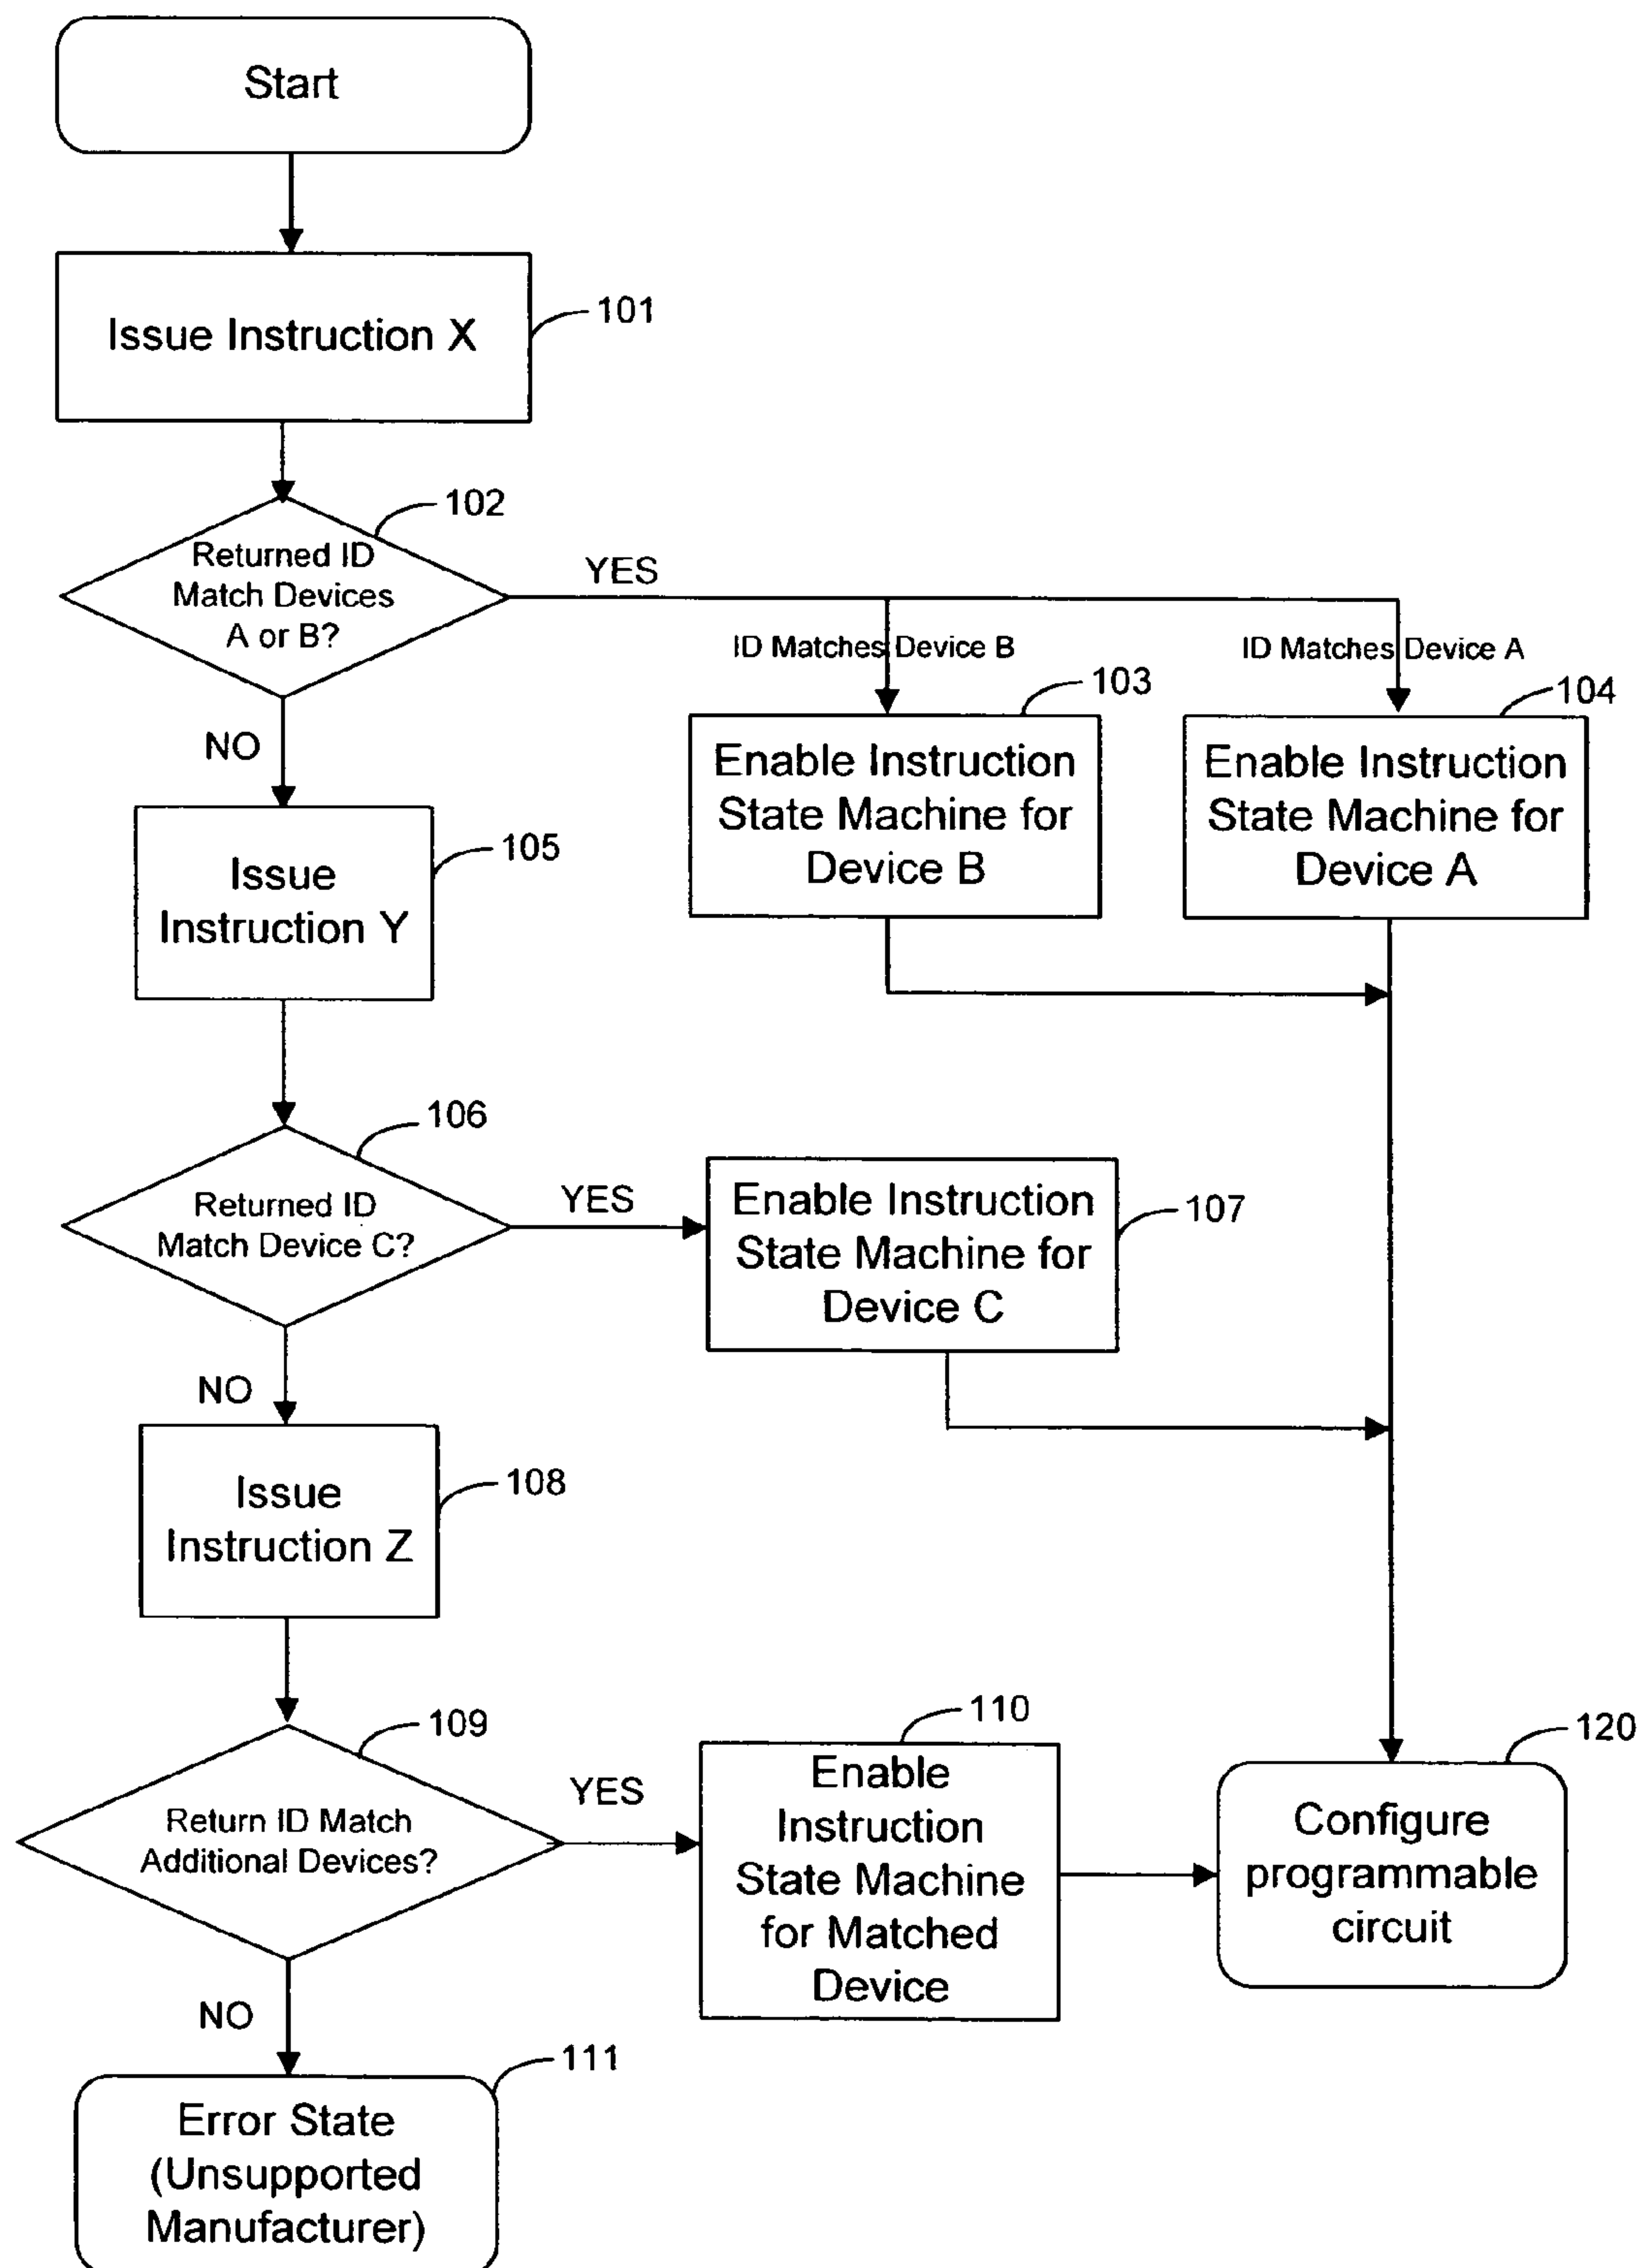 Start
Issue Instruction X
101
102
Returned ID
Match Devices
A or B?
YES
ID Matches Device B
ID Matches Device A
103
104
NO
Enable Instruction
State Machine for
Device B
Enable Instruction
State Machine for
Device A
Issue
Instruction Y
105
106
Returned ID
Match Device C?
YES
Enable Instruction
State Machine for
Device C
107
NO
Issue
Instruction Z
108
109
Return ID Match
Additional Devices?
YES
110
Enable
Instruction
State Machine
for Matched
Device
120
Configure
programmable
circuit
NO
111
Error State
(Unsupported
Manufacturer)